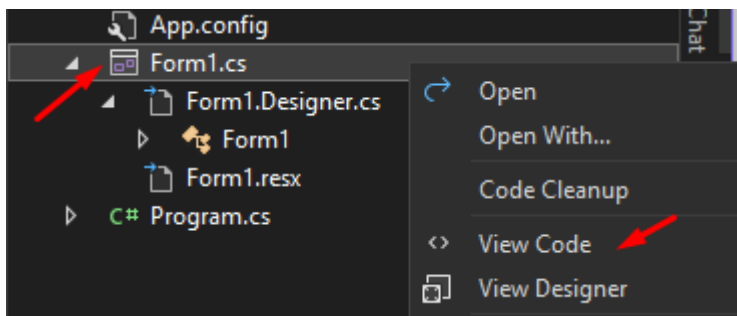 App.config
Form1.cs
Form1.Designer.cs
Form1
Form1.resx
C# Program.cs
Open
Open With...
Code Cleanup
View Code
View Designer
Chat